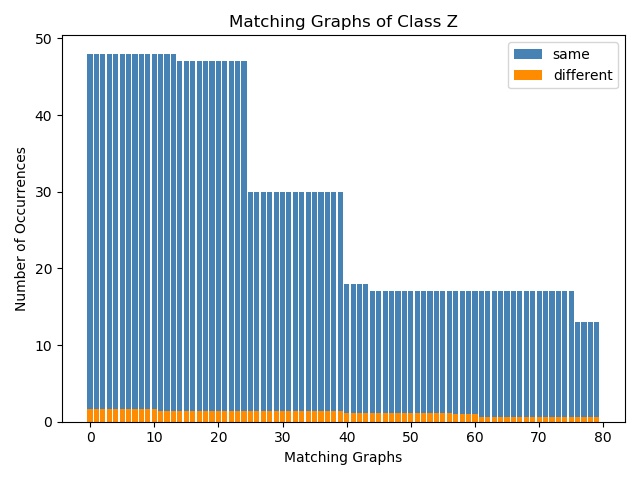 Matching Graphs of Class Z
same
different
Number of Occurrences
50
40
30
20
10
0
0 10 20 30 40 50 60 70 80
Matching Graphs